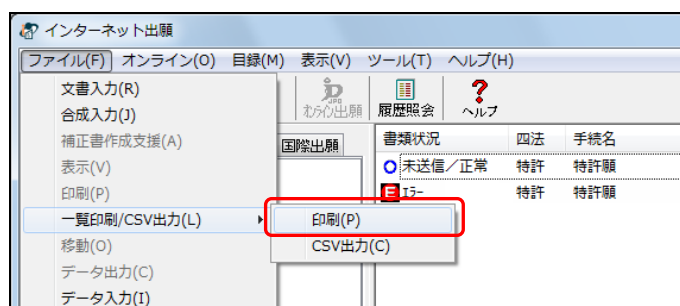 インターネット出願
ファイル(F) オンライン(O) 目録(M) 表示(V) ツール(T) ヘルプ(H)
文書入力(R)
合成入力(J)
補正書作成支援(A)
表示(V)
印刷(P)
一覧印刷/CSV出力(L)
移動(O)
データ出力(C)
データ入力(I)
印刷(P)
CSV出力(C)
JPO
オンライン出願 履歴照会 ヘルプ
国際出願
書類状況 四法 手続名
未送信／正常 特許 特許願
E エラー 特許 特許願